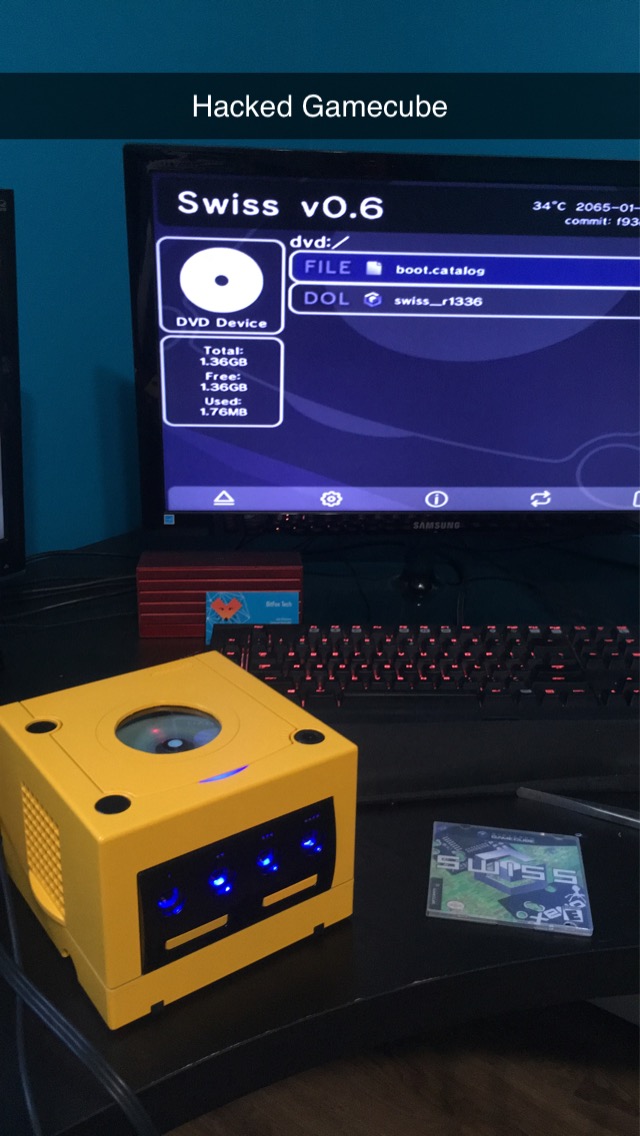 Hacked Gamecube
Swiss v0.6
34°C 2065-01-
commit: f93
dvd:/
FILE boot.catalog
DOL swiss_r1336
DVD Device
Total:
1.36GB
Free:
1.36GB
Used:
1.76MB
SAMSUNG
SWISS